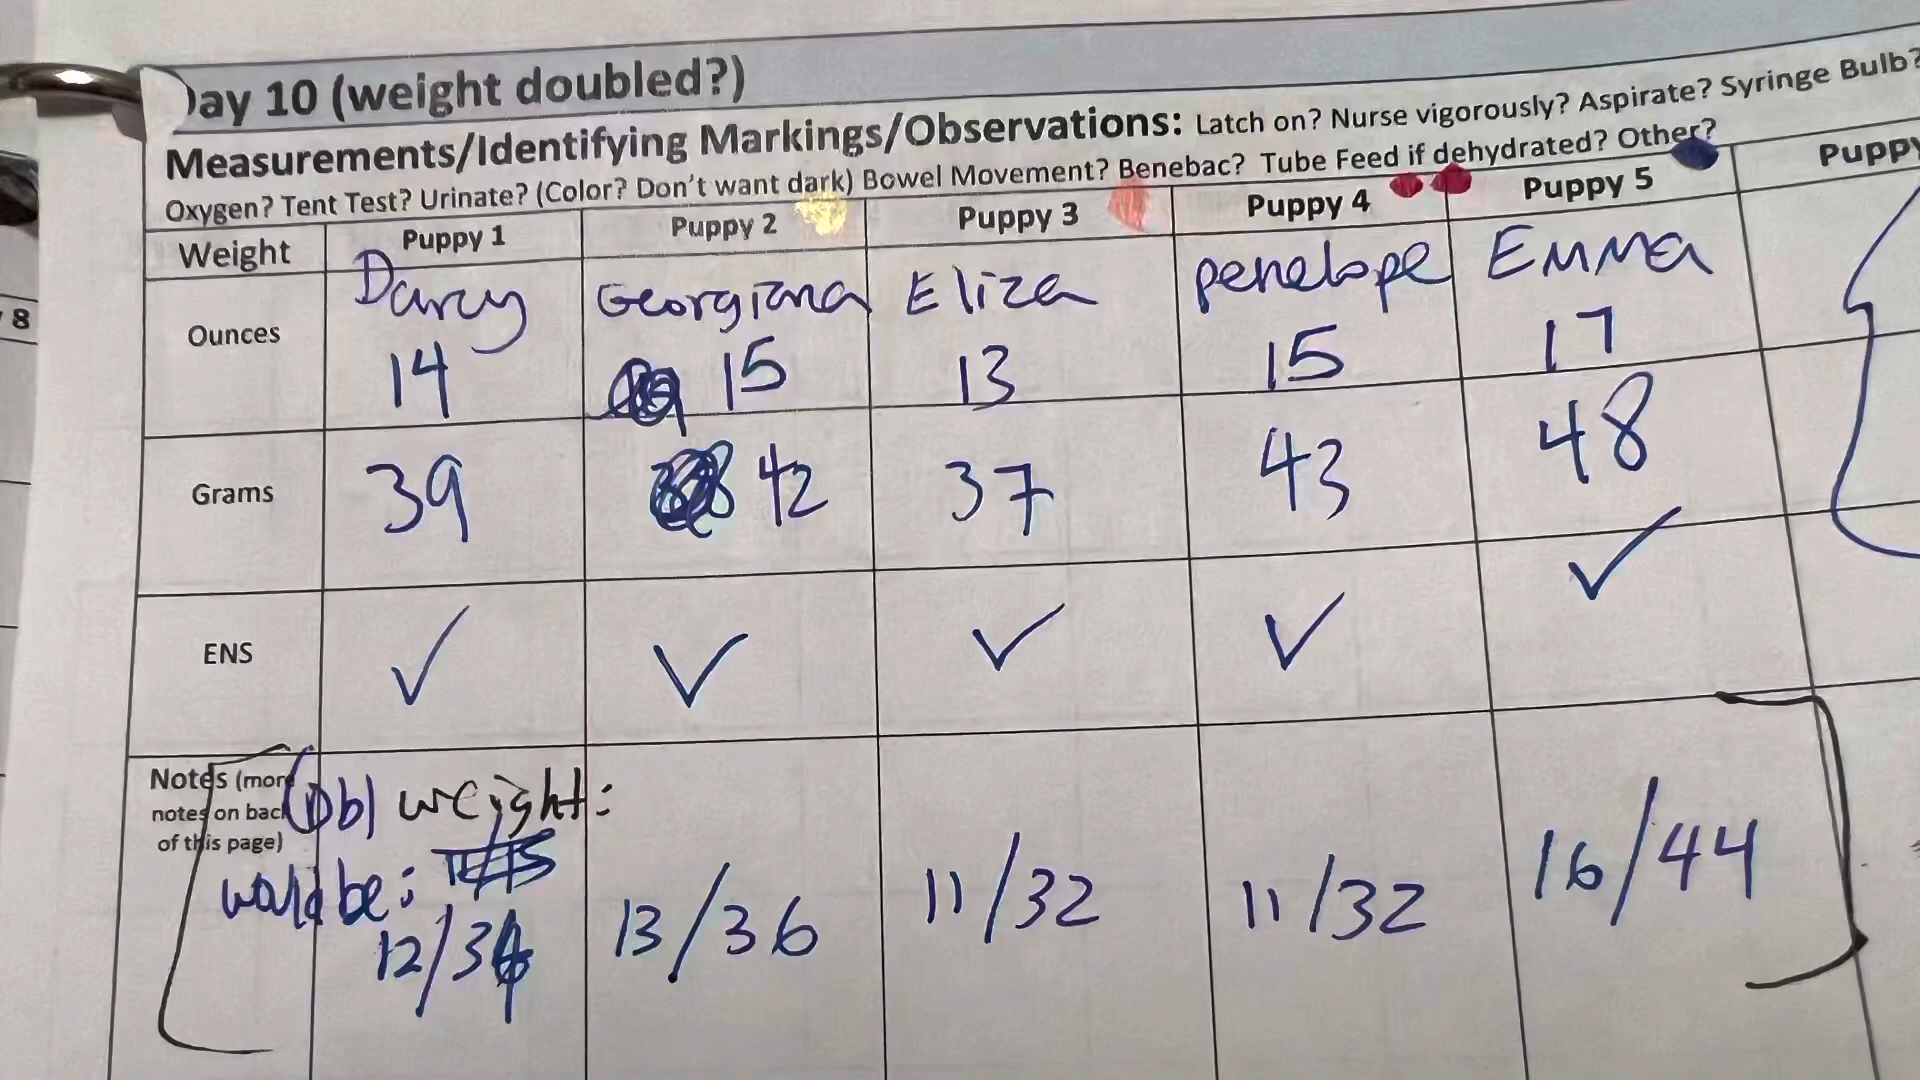 Day 10 (weight doubled?)
Measurements/Identifying Markings/Observations: Latch on? Nurse vigorously? Aspirate? Syringe Bulb?
Oxygen? Tent Test? Urinate? (Color? Don't want dark) Bowel Movement? Benebac? Tube Feed if dehydrated? Other?
Weight Puppy 1 Puppy 2 Puppy 3 Puppy 4 Puppy 5 Puppy
Darcy Georgiana Eliza penelope Emma
Ounces 14 15 13 15 17
Grams 39 42 37 43 48
ENS ✓ ✓ ✓ ✓ ✓
Notes (more
notes on back
of this page)
Dbl weight:
would be:
12/34 13/36 11/32 11/32 16/44
8